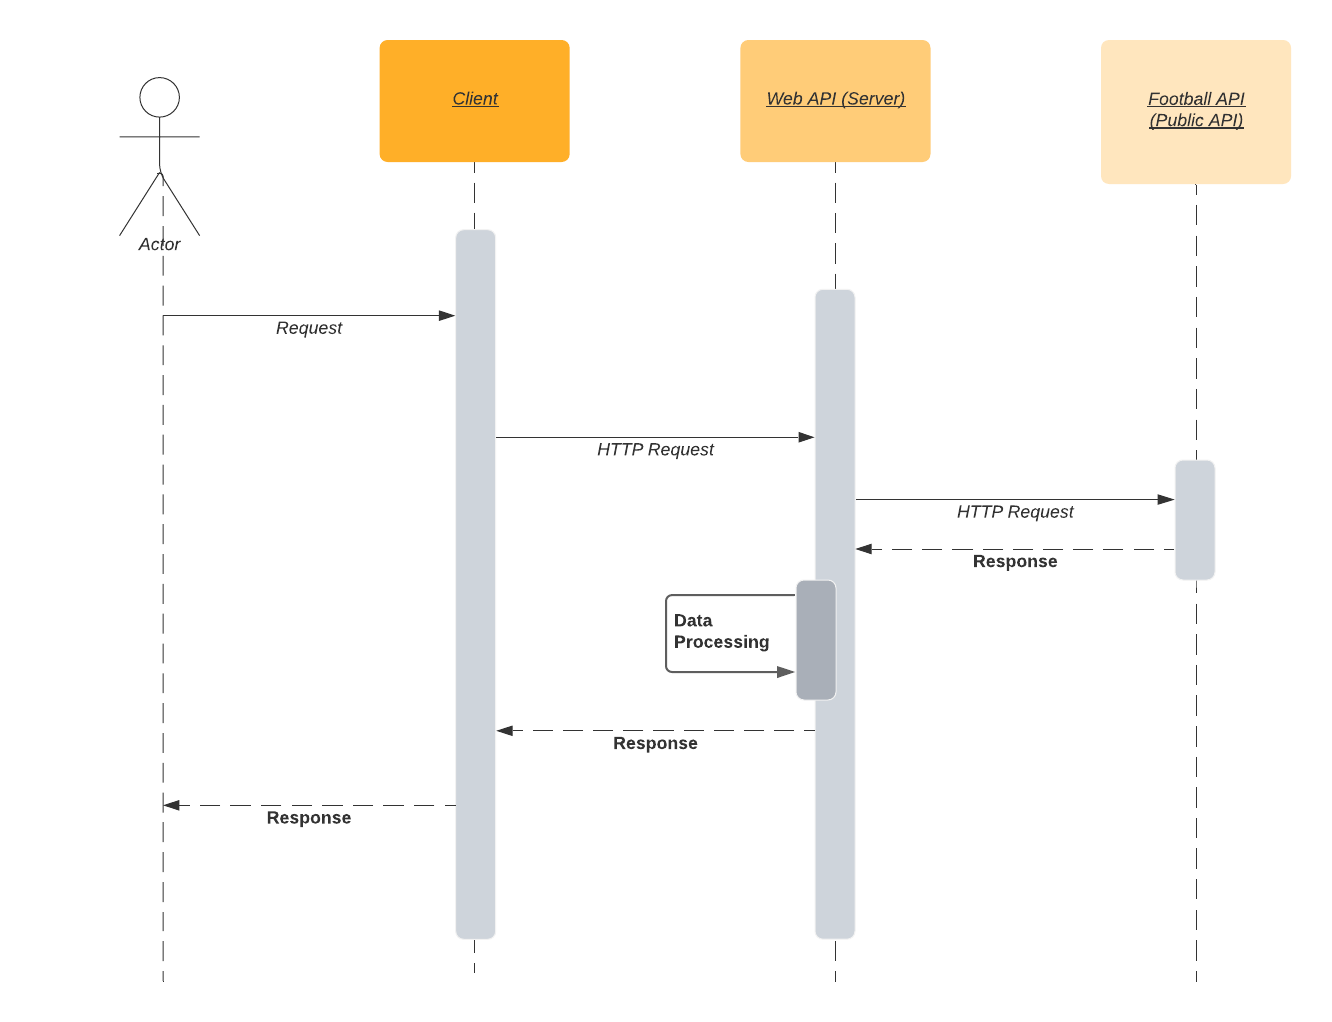 Client
Web API (Server)
Football API
(Public API)
Actor
Request
HTTP Request
HTTP Request
Response
Data
Processing
Response
Response